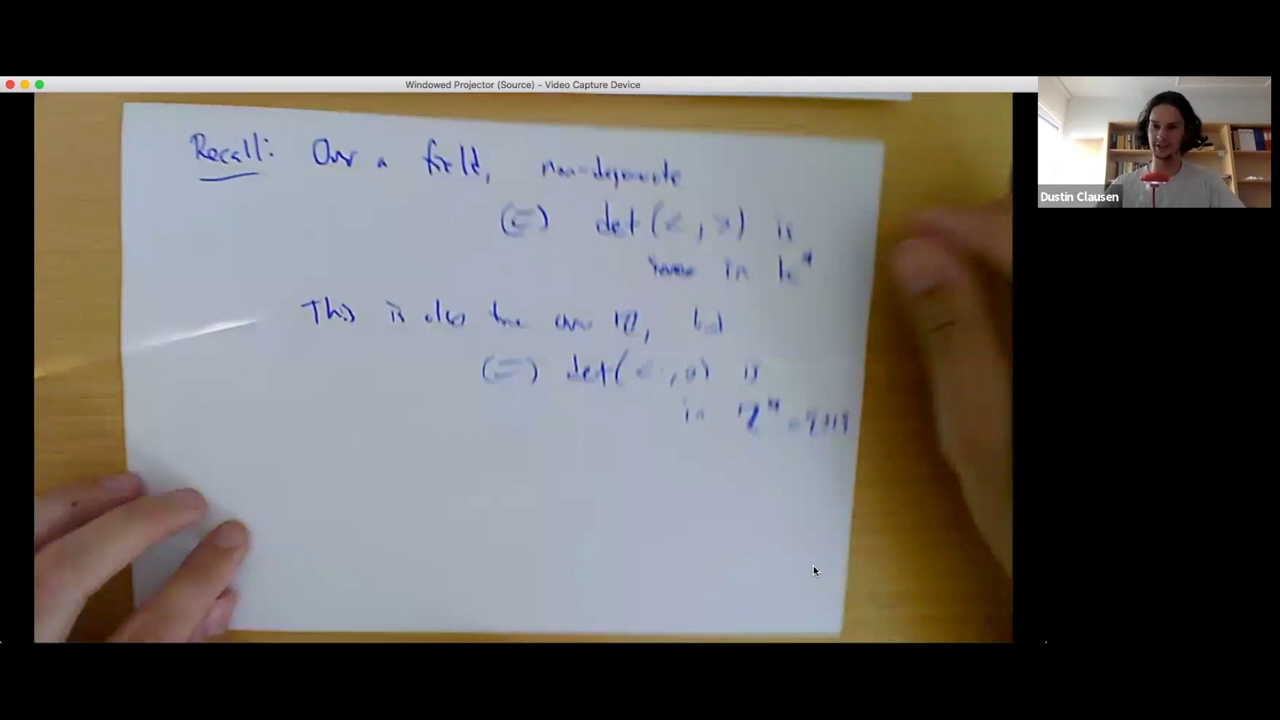 Windowed Projector (Source) - Video Capture Device
Dustin Clausen
Recall: Over a field, non-degenerate
(=) det(<,>) is
in k*
This is also true over Z, but
(=) det(<,>) is
in Z* = {±1}